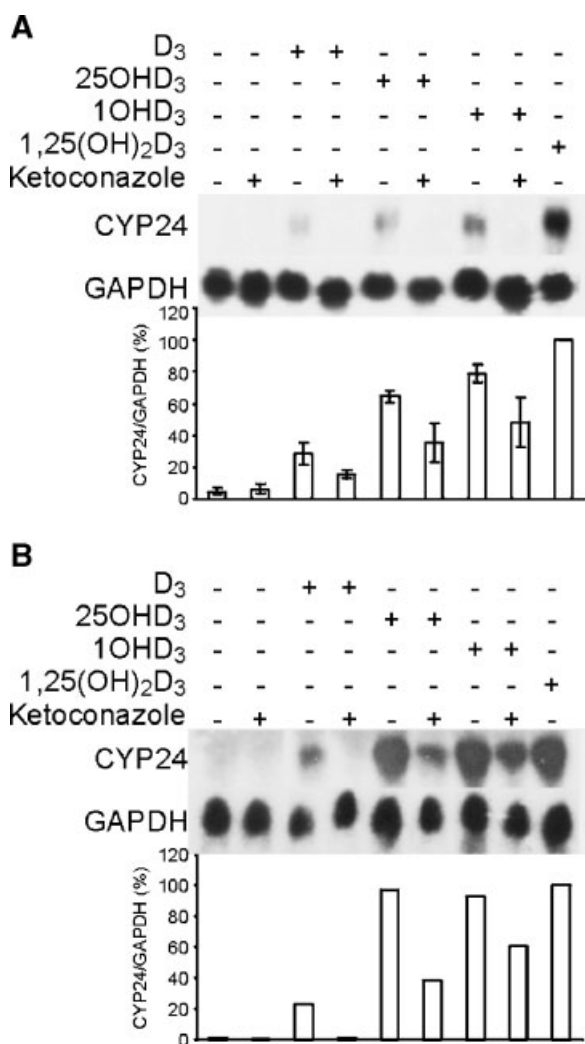 A
D₃ - - + + - - - - -
25OHD₃ - - - - + + - - -
1OHD₃ - - - - - - + + -
1,25(OH)₂D₃ - - - - - - - - +
Ketoconazole - + - + - + - + -
CYP24
GAPDH
CYP24/GAPDH (%)
120
100
80
60
40
20
0
B
D₃ - - + + - - - - -
25OHD₃ - - - - + + - - -
1OHD₃ - - - - - - + + -
1,25(OH)₂D₃ - - - - - - - - +
Ketoconazole - + - + - + - + -
CYP24
GAPDH
CYP24/GAPDH (%)
120
100
80
60
40
20
0